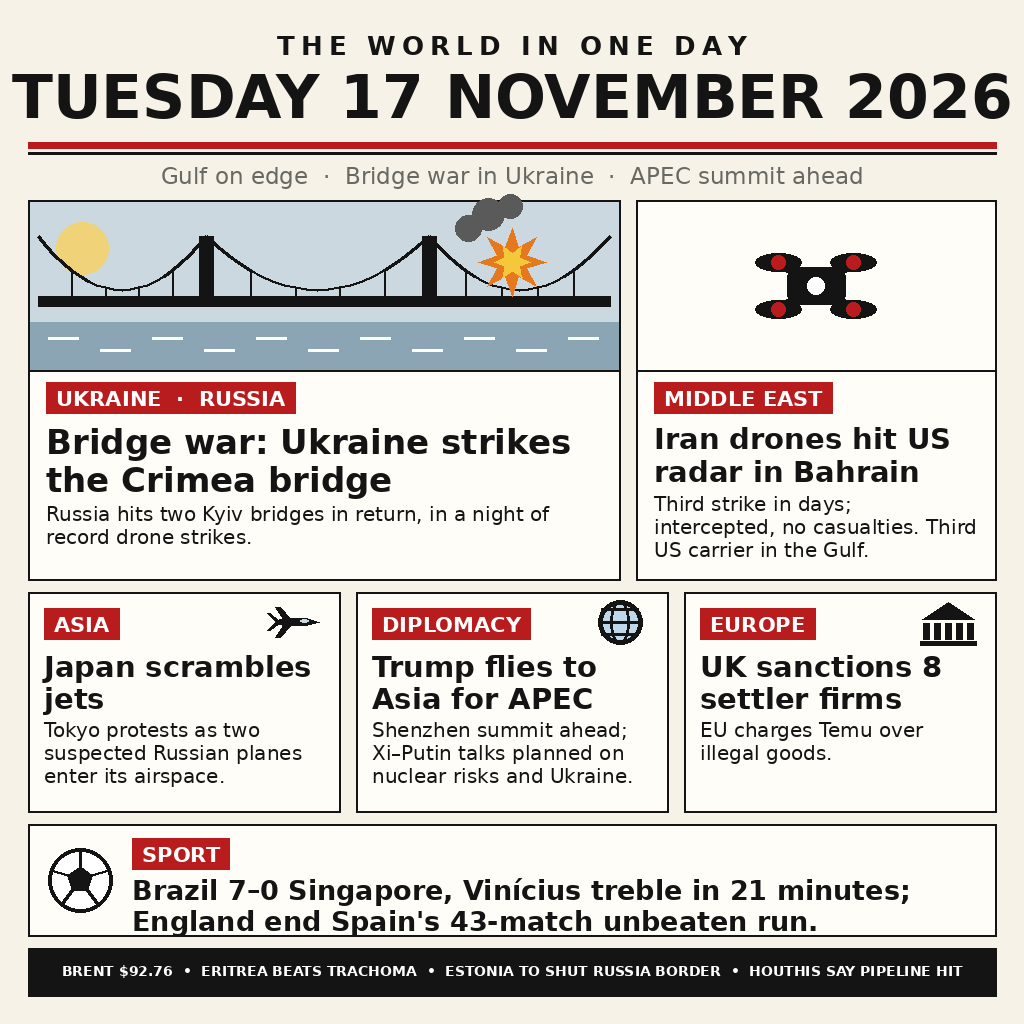 THE WORLD IN ONE DAY
TUESDAY 17 NOVEMBER 2026
Gulf on edge · Bridge war in Ukraine · APEC summit ahead
UKRAINE · RUSSIA
Bridge war: Ukraine strikes
the Crimea bridge
Russia hits two Kyiv bridges in return, in a night of
record drone strikes.
MIDDLE EAST
Iran drones hit US
radar in Bahrain
Third strike in days;
intercepted, no casualties. Third
US carrier in the Gulf.
ASIA
Japan scrambles
jets
Tokyo protests as two
suspected Russian planes
enter its airspace.
DIPLOMACY
Trump flies to
Asia for APEC
Shenzhen summit ahead;
Xi–Putin talks planned on
nuclear risks and Ukraine.
EUROPE
UK sanctions 8
settler firms
EU charges Temu over
illegal goods.
SPORT
Brazil 7–0 Singapore, Vinícius treble in 21 minutes;
England end Spain's 43-match unbeaten run.
BRENT $92.76 • ERITREA BEATS TRACHOMA • ESTONIA TO SHUT RUSSIA BORDER • HOUTHIS SAY PIPELINE HIT